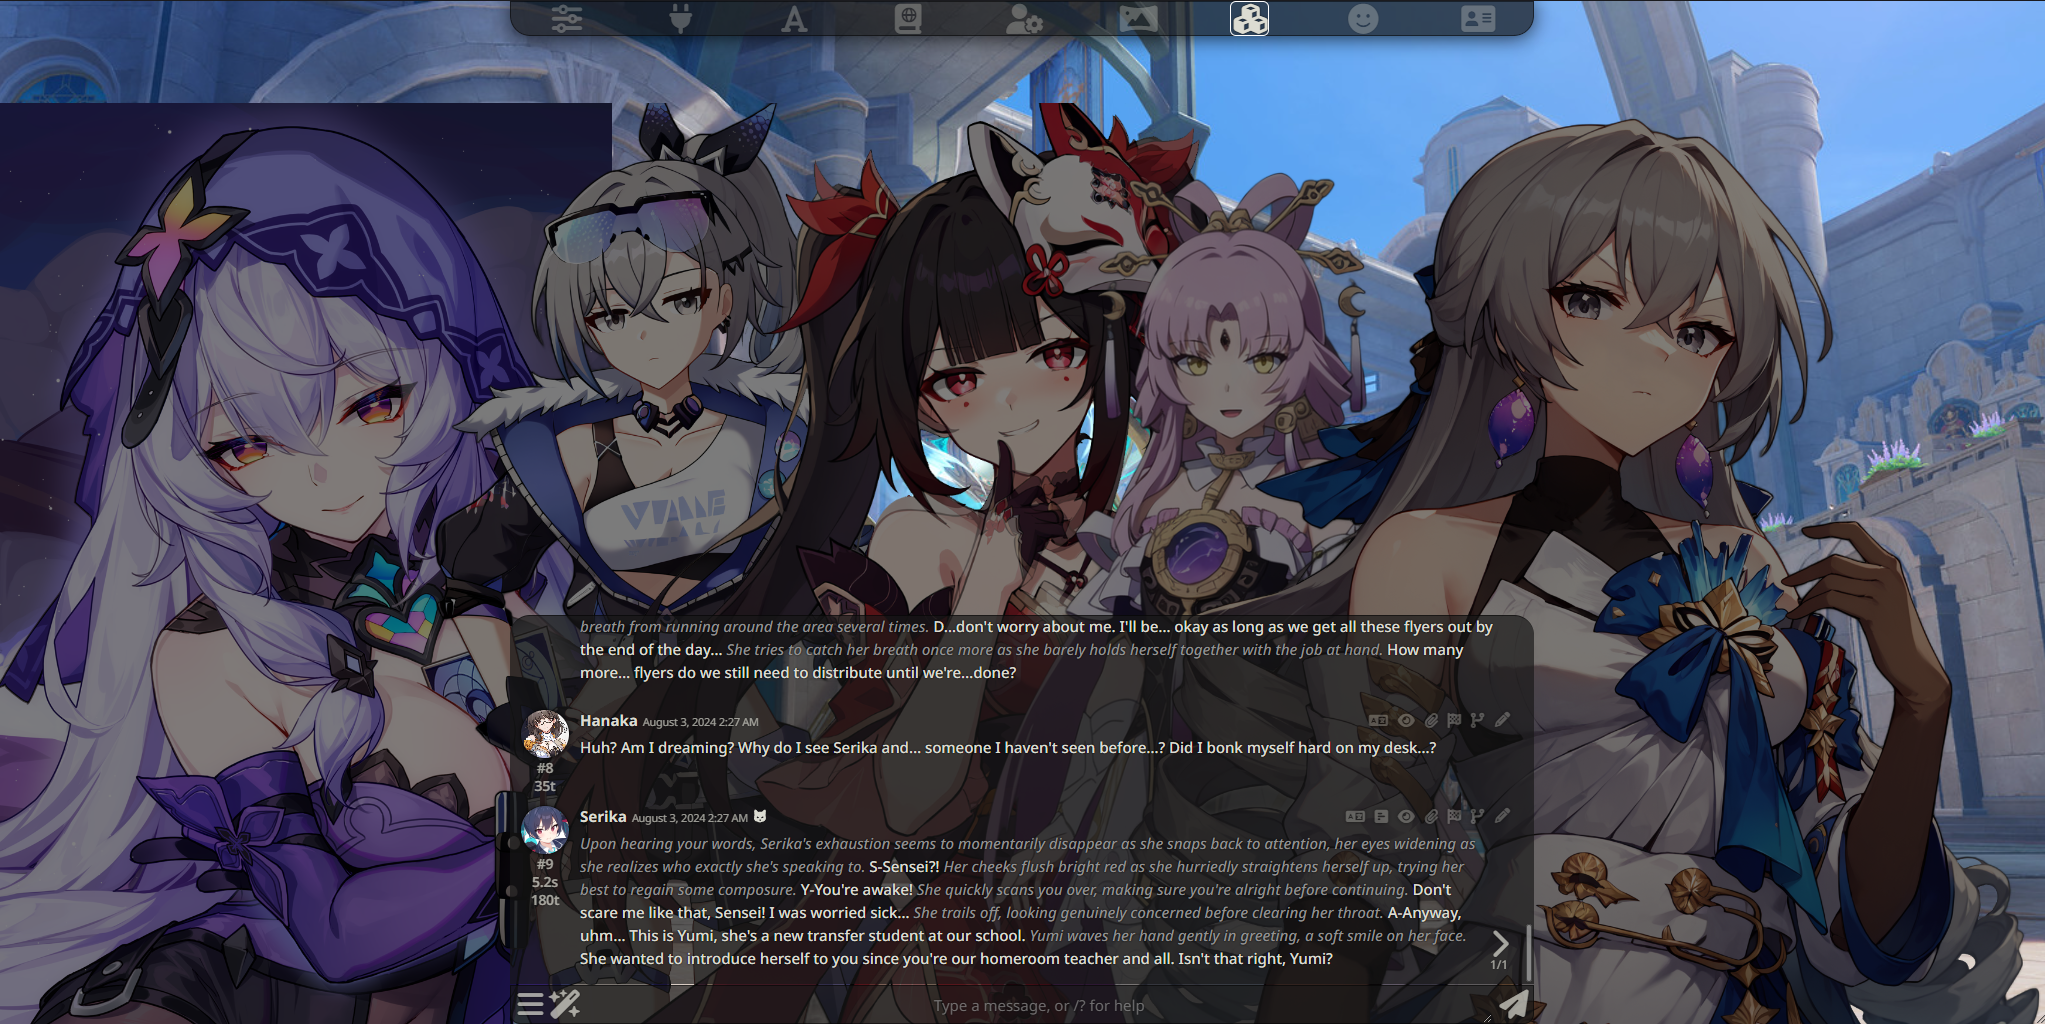 breath from running around the area several times. D...don't worry about me. I'll be... okay as long as we get all these flyers out by
the end of the day... She tries to catch her breath once more as she barely holds herself together with the job at hand. How many
more... flyers do we still need to distribute until we're...done?
Hanaka August 3, 2024 2:27 AM
Huh? Am I dreaming? Why do I see Serika and... someone I haven't seen before...? Did I bonk myself hard on my desk...?
#8
35t
Serika August 3, 2024 2:27 AM
Upon hearing your words, Serika's exhaustion seems to momentarily disappear as she snaps back to attention, her eyes widening as
she realizes who exactly she's speaking to. S-Sensei?! Her cheeks flush bright red as she hurriedly straightens herself up, trying her
best to regain some composure. Y-You're awake! She quickly scans you over, making sure you're alright before continuing. Don't
scare me like that, Sensei! I was worried sick... She trails off, looking genuinely concerned before clearing her throat. A-Anyway,
uhm... This is Yumi, she's a new transfer student at our school. Yumi waves her hand gently in greeting, a soft smile on her face.
She wanted to introduce herself to you since you're our homeroom teacher and all. Isn't that right, Yumi?
#9
5.2s
180t
1/1
Type a message, or /? for help